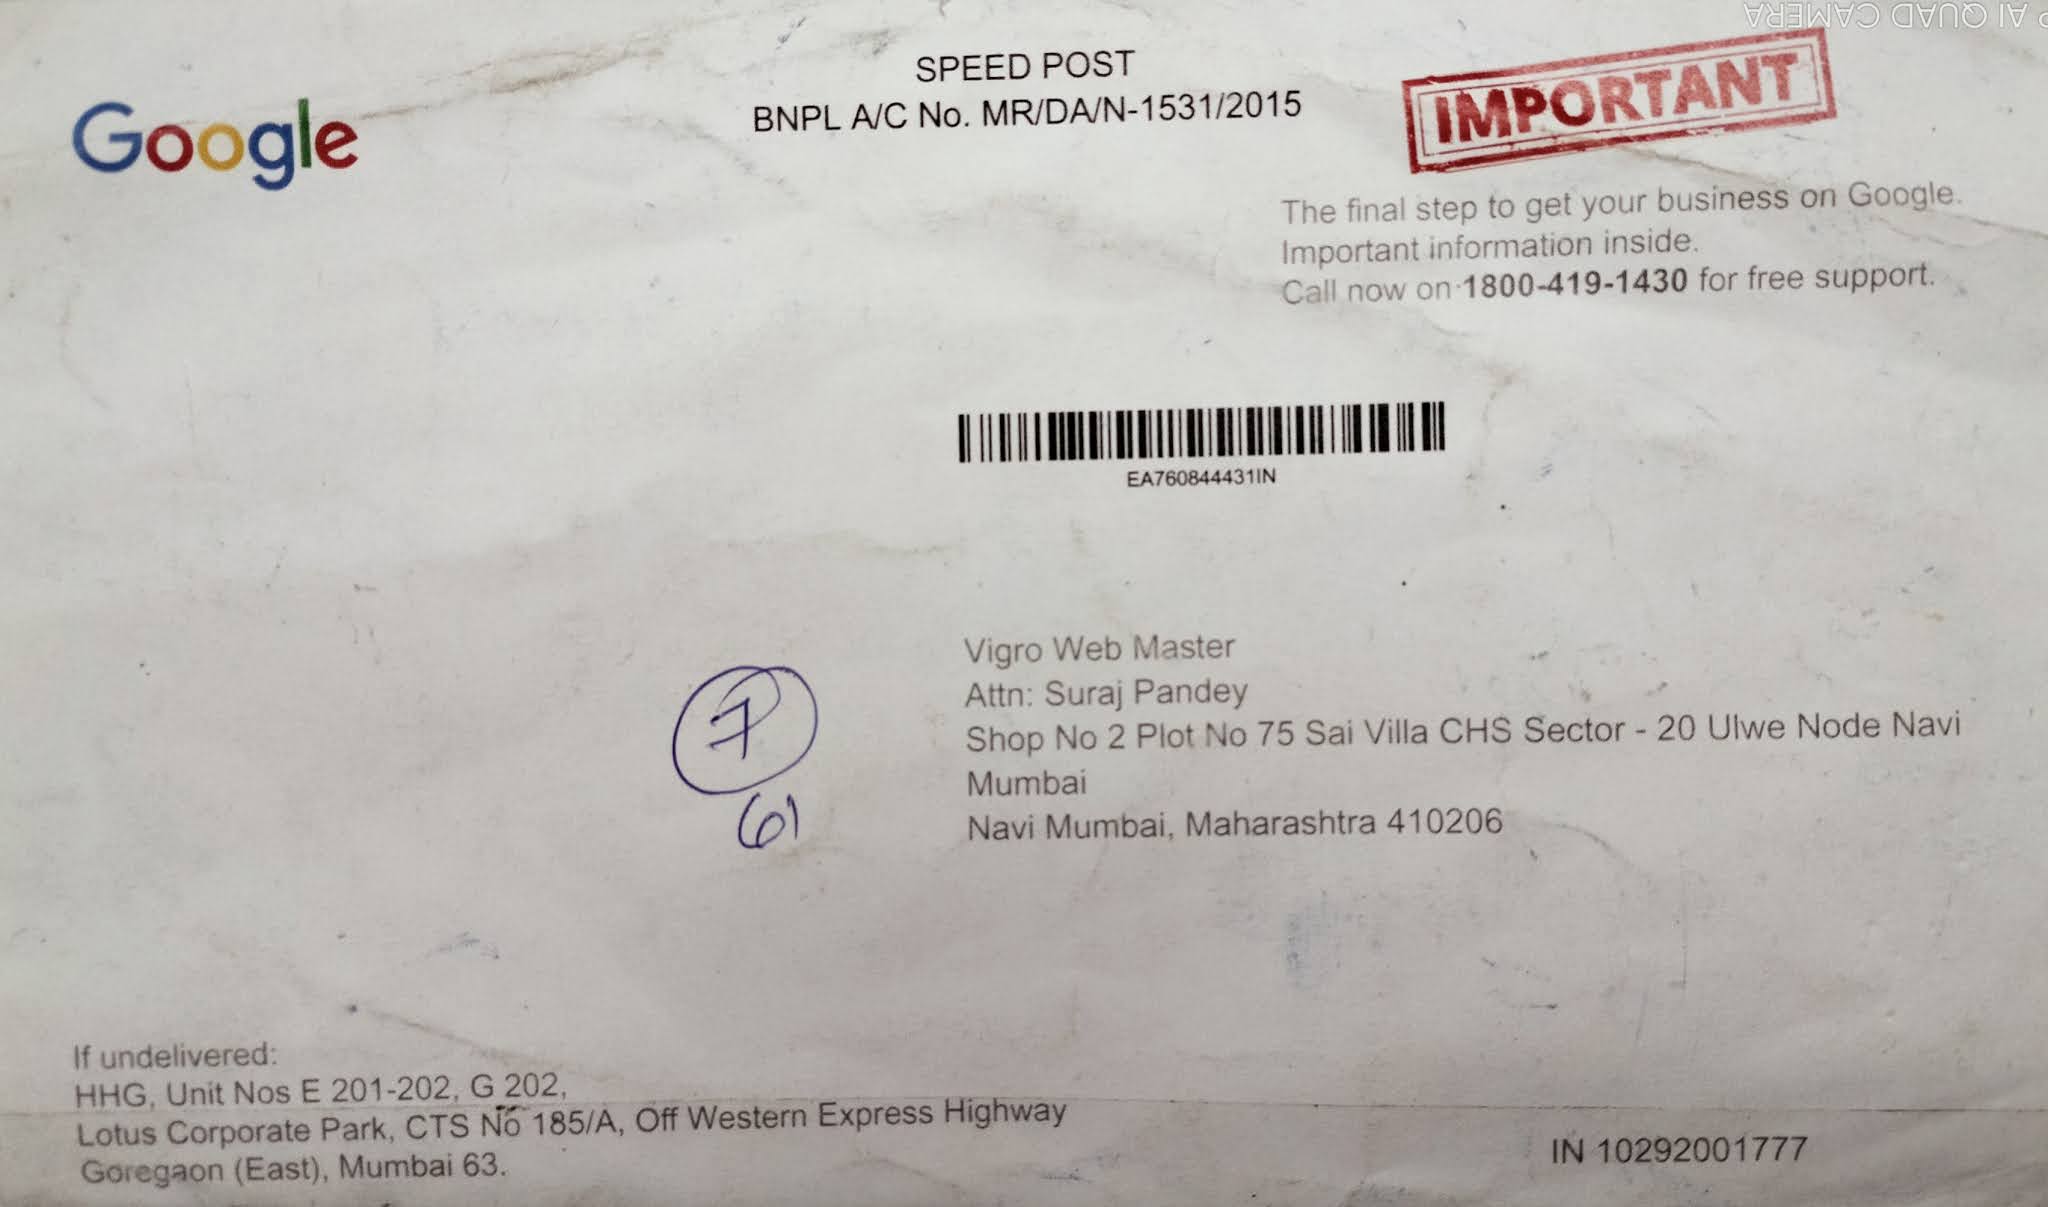 AI QUAD CAMERA
Google
SPEED POST
BNPL A/C No. MR/DA/N-1531/2015
IMPORTANT
The final step to get your business on Google.
Important information inside.
Call now on 1800-419-1430 for free support.
EA760844431IN
7
61
Vigro Web Master
Attn: Suraj Pandey
Shop No 2 Plot No 75 Sai Villa CHS Sector - 20 Ulwe Node Navi
Mumbai
Navi Mumbai, Maharashtra 410206
If undelivered:
HHG, Unit Nos E 201-202, G 202,
Lotus Corporate Park, CTS No 185/A, Off Western Express Highway
Goregaon (East), Mumbai 63.
IN 10292001777